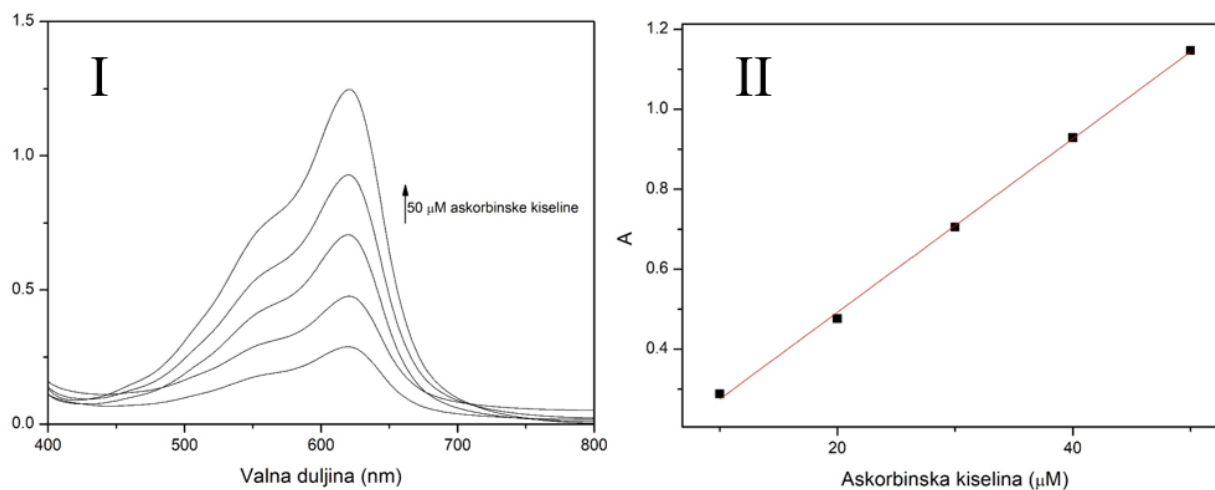 I
1.5
1.0
0.5
0.0
50 μM askorbinske kiseline
400
500
600
700
800
Valna duljina (nm)
II
1.2
1.0
0.8
0.6
0.4
A
20
40
Askorbinska kiselina (μM)